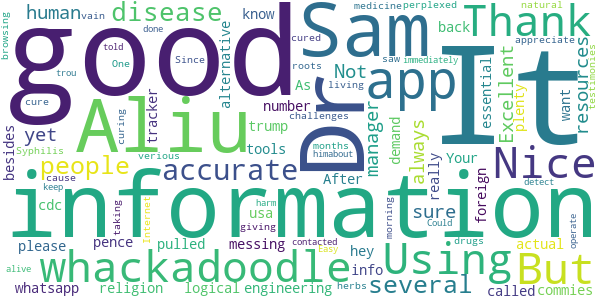 browsing vain human medicine perplexed natural
disease know back Thank
told done cured Since saw immediately
good Sam app It
One trou roots living
cure alternative Dr Not essential Excellent resources testimonies
besides yet curing As number challenges want appreciate plenty
Aliu tracker trump manager demand always
Syphilis verious tools months himabout After Your
people accurate really sure foreign Nice
cause keep cdc usa taking harm detect
information
please pence pulled messing hey actual drugs
Internet giving contacted Could morning operate
whackadoodle Using But
alive info Easy several herbs called commies
whatsapp religion logical engineering